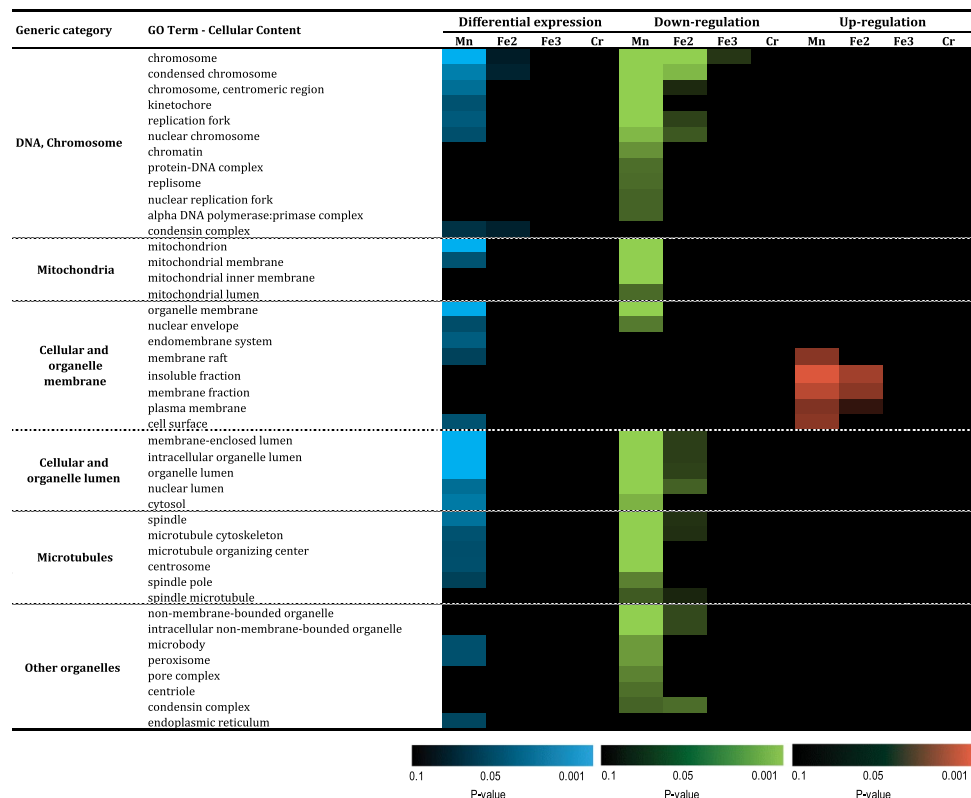 Generic category GO Term - Cellular Content Differential expression Down-regulation Up-regulation
Mn Fe2 Fe3 Cr Mn Fe2 Fe3 Cr Mn Fe2 Fe3 Cr
DNA, Chromosome
chromosome
condensed chromosome
chromosome, centromeric region
kinetochore
replication fork
nuclear chromosome
chromatin
protein-DNA complex
replisome
nuclear replication fork
alpha DNA polymerase:primase complex
condensin complex
Mitochondria
mitochondrion
mitochondrial membrane
mitochondrial inner membrane
mitochondrial lumen
Cellular and
organelle
membrane
organelle membrane
nuclear envelope
endomembrane system
membrane raft
insoluble fraction
membrane fraction
plasma membrane
cell surface
Cellular and
organelle lumen
membrane-enclosed lumen
intracellular organelle lumen
organelle lumen
nuclear lumen
cytosol
Microtubules
spindle
microtubule cytoskeleton
microtubule organizing center
centrosome
spindle pole
spindle microtubule
Other organelles
non-membrane-bounded organelle
intracellular non-membrane-bounded organelle
microbody
peroxisome
pore complex
centriole
condensin complex
endoplasmic reticulum
0.1 0.05 0.001 0.1 0.05 0.001 0.1 0.05 0.001
P-value P-value P-value